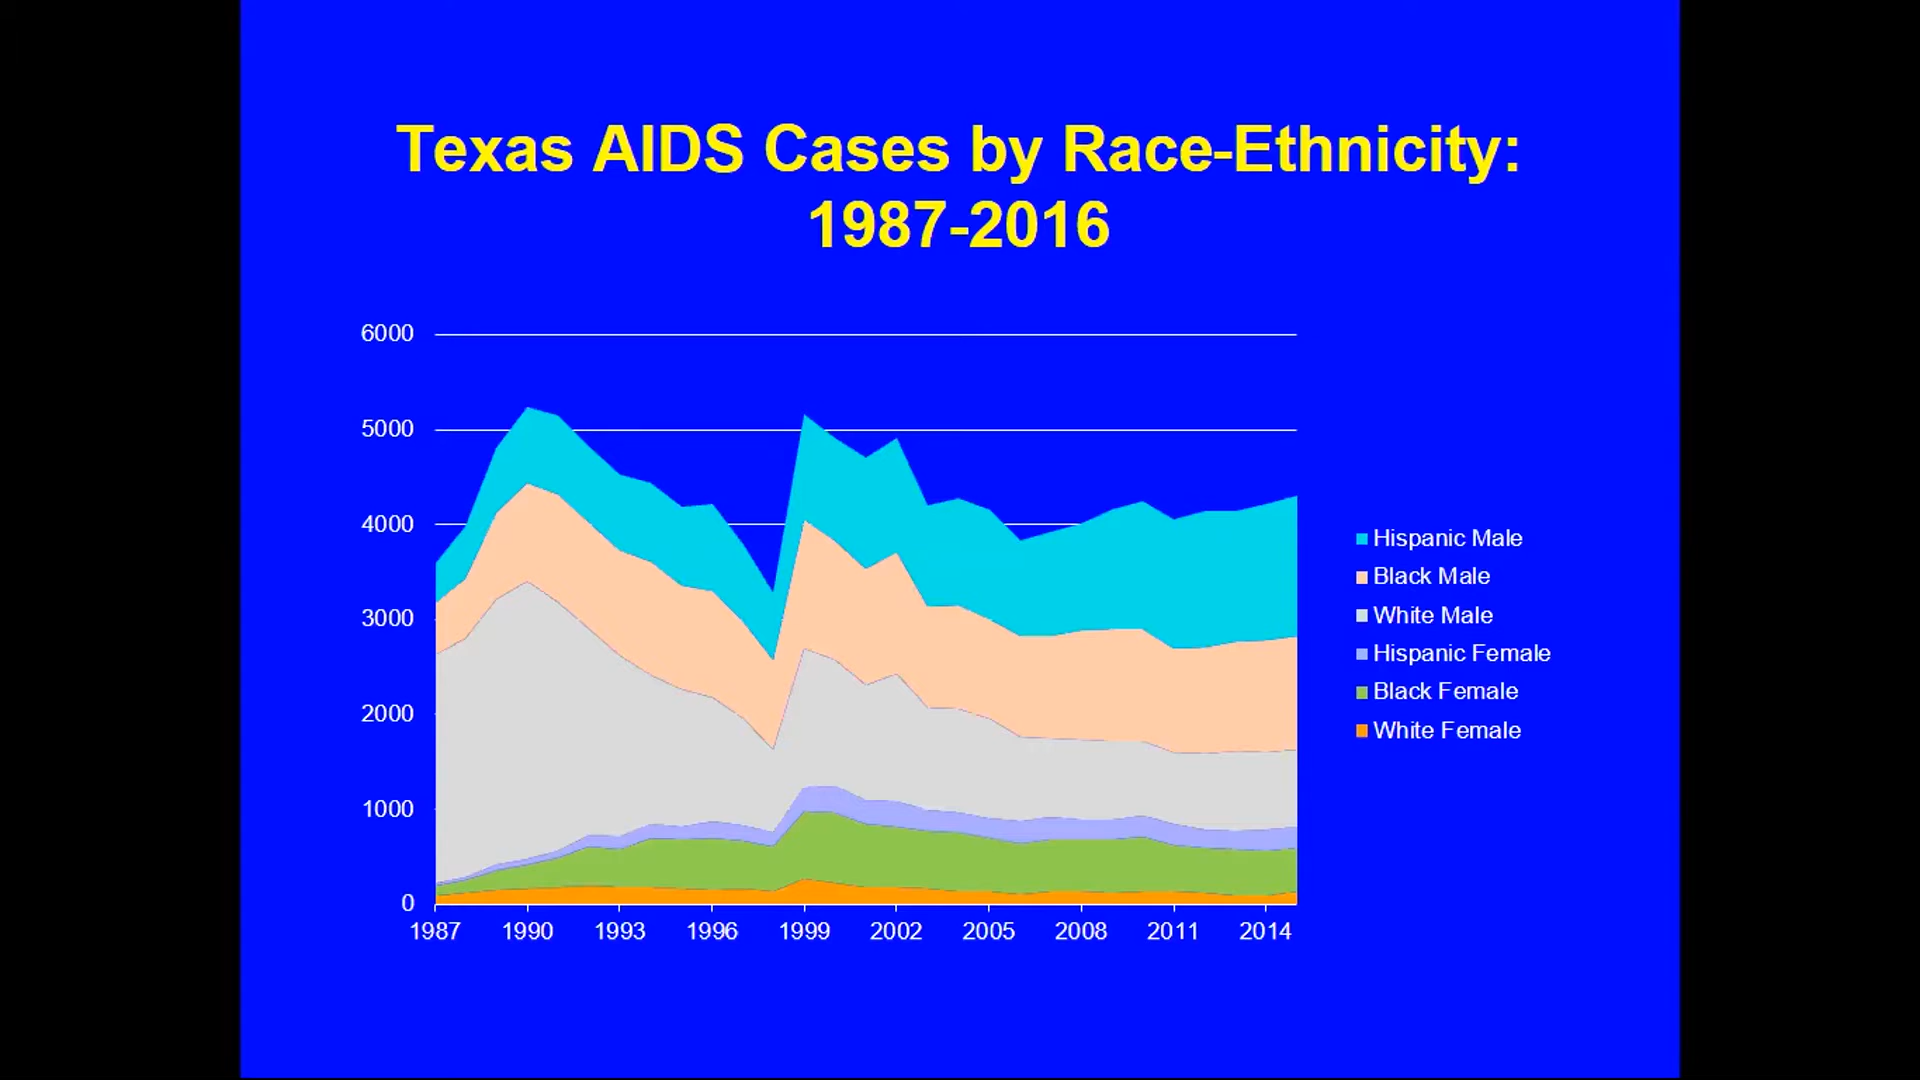 Texas AIDS Cases by Race-Ethnicity:
1987-2016
6000
5000
4000
3000
2000
1000
0
1987 1990 1993 1996 1999 2002 2005 2008 2011 2014
Hispanic Male
Black Male
White Male
Hispanic Female
Black Female
White Female